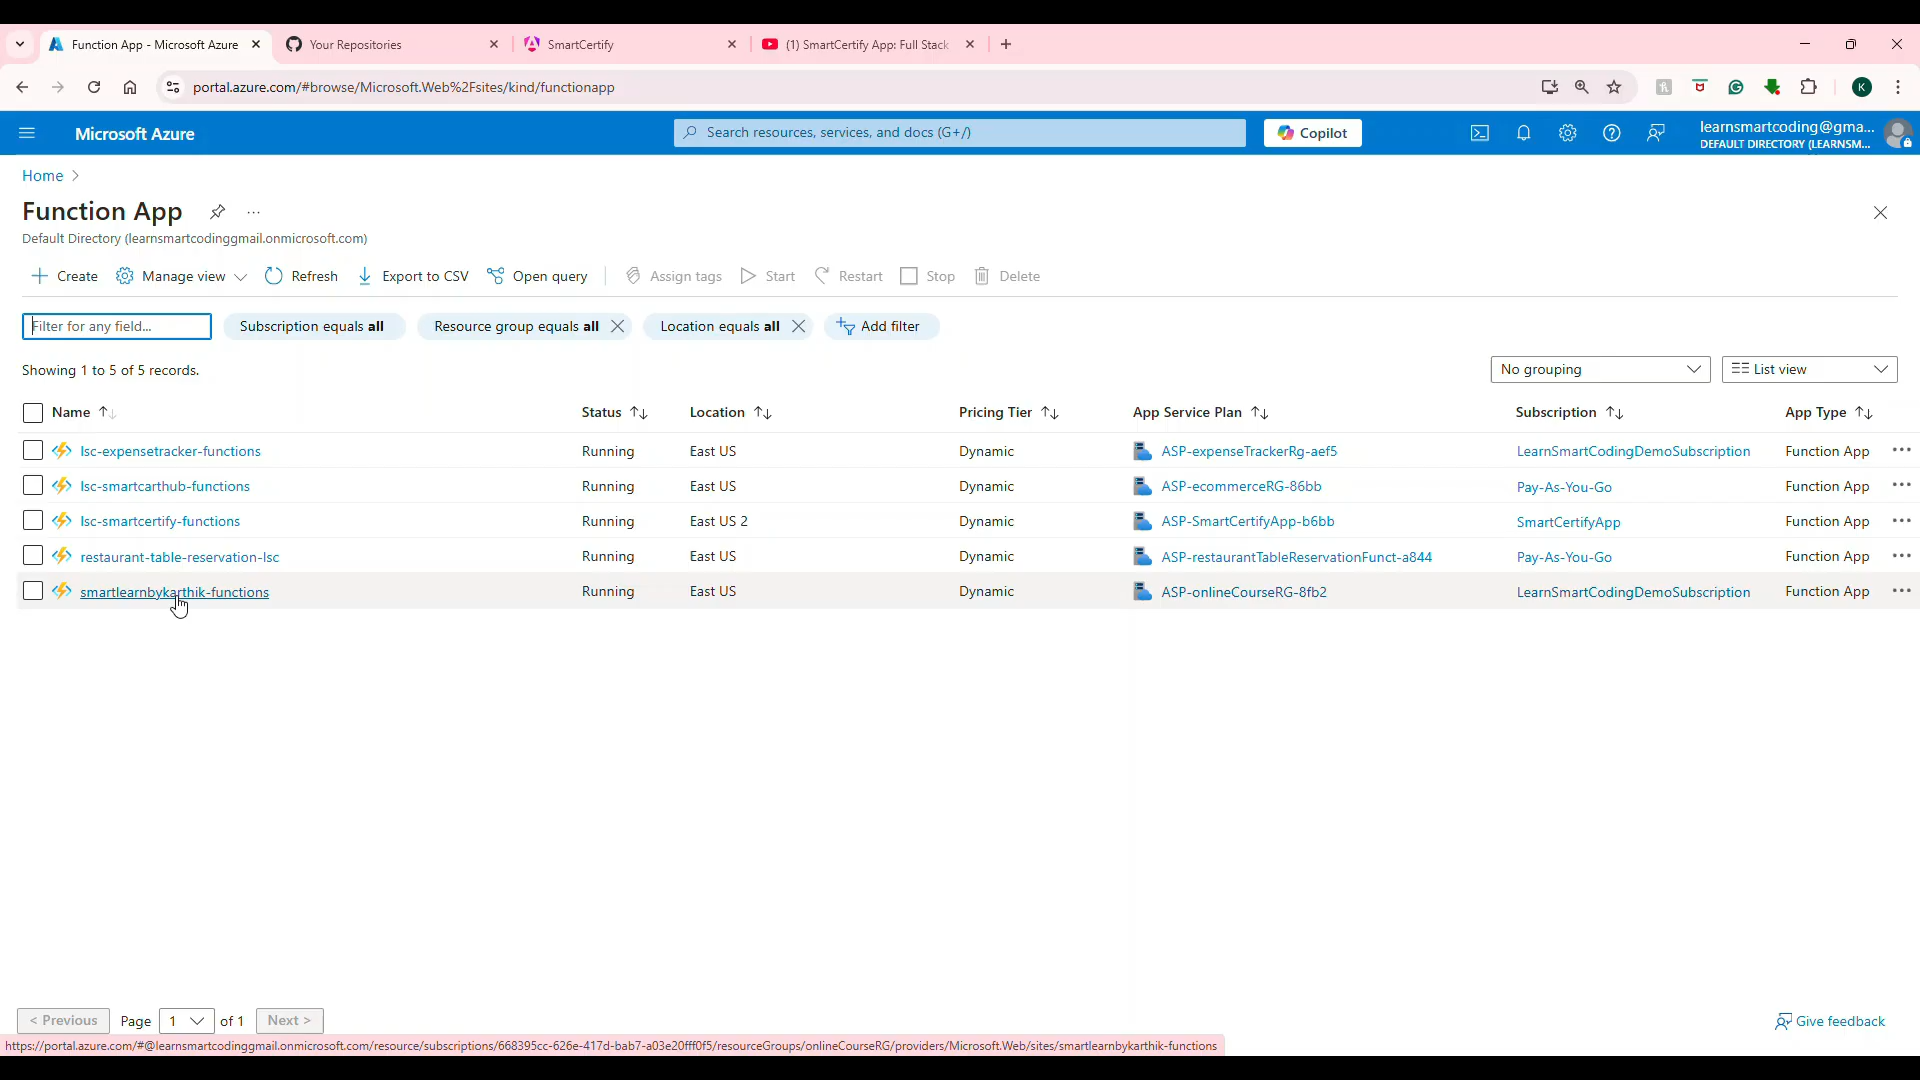 Function App - Microsoft Azure
Your Repositories
SmartCertify
(1) SmartCertify App: Full Stack
portal.azure.com/#browse/Microsoft.Web%2Fsites/kind/functionapp
K
Microsoft Azure
Search resources, services, and docs (G+/)
Copilot
learnsmartcoding@gma...
DEFAULT DIRECTORY (LEARNSM...
Home
Function App
Default Directory (learnsmartcodinggmail.onmicrosoft.com)
Create
Manage view
Refresh
Export to CSV
Open query
Assign tags
Start
Restart
Stop
Delete
Filter for any field...
Subscription equals all
Resource group equals all
Location equals all
Add filter
Showing 1 to 5 of 5 records.
No grouping
List view
Name Status Location Pricing Tier App Service Plan Subscription App Type
lsc-expensetracker-functions Running East US Dynamic ASP-expenseTrackerRg-aef5 LearnSmartCodingDemoSubscription Function App
lsc-smartcarthub-functions Running East US Dynamic ASP-ecommerceRG-86bb Pay-As-You-Go Function App
lsc-smartcertify-functions Running East US 2 Dynamic ASP-SmartCertifyApp-b6bb SmartCertifyApp Function App
restaurant-table-reservation-lsc Running East US Dynamic ASP-restaurantTableReservationFunct-a844 Pay-As-You-Go Function App
smartlearnbykarthik-functions Running East US Dynamic ASP-onlineCourseRG-8fb2 LearnSmartCodingDemoSubscription Function App
< Previous Page 1 of 1 Next >
Give feedback
https://portal.azure.com/#@learnsmartcodinggmail.onmicrosoft.com/resource/subscriptions/668395cc-626e-417d-bab7-a03e20fff0f5/resourceGroups/onlineCourseRG/providers/Microsoft.Web/sites/smartlearnbykarthik-functions